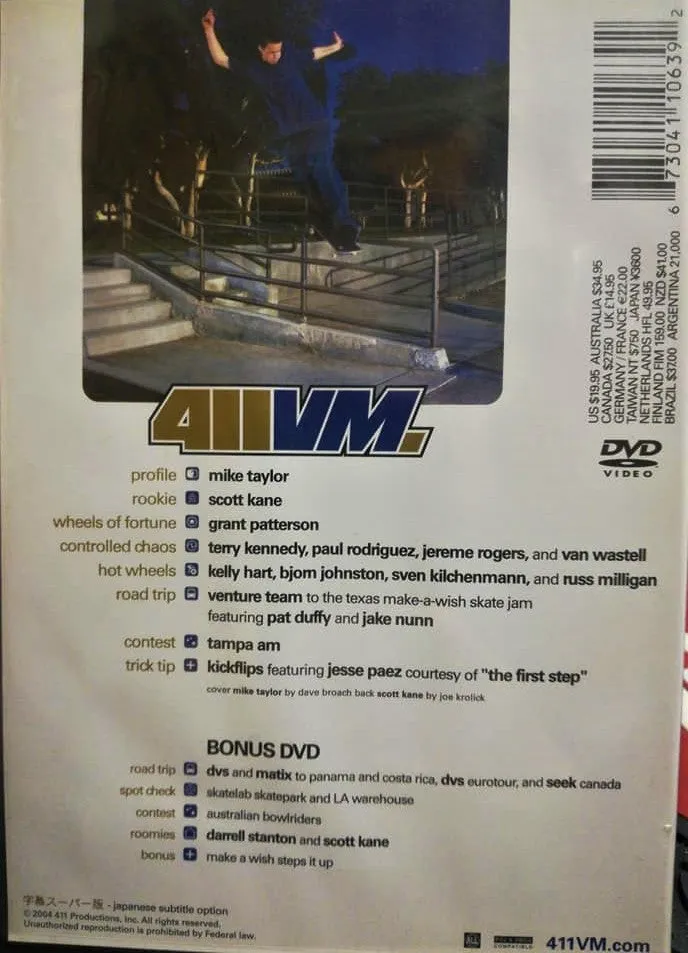 411VM.
profile mike taylor
rookie scott kane
wheels of fortune grant patterson
controlled chaos terry kennedy, paul rodriguez, jereme rogers, and van wastell
hot wheels kelly hart, bjorn johnston, sven kilchenmann, and russ milligan
road trip venture team to the texas make-a-wish skate jam
featuring pat duffy and jake nunn
contest tampa am
trick tip kickflips featuring jesse paez courtesy of "the first step"
cover mike taylor by dave broach back scott kane by joe krolick
BONUS DVD
road trip dvs and matix to panama and costa rica, dvs eurotour, and seek canada
spot check skatelab skatepark and LA warehouse
contest australian bowlriders
roomies darrell stanton and scott kane
bonus make a wish steps it up
字幕スーパー版 - japanese subtitle option
© 2004 411 Productions, Inc. All rights reserved.
Unauthorized reproduction is prohibited by Federal law.
ALL
COMPATIBLE
411VM.com
6 73041 10639 2
US $19.95 AUSTRALIA $34.95
CANADA $27.50 UK £14.95
GERMANY / FRANCE €22.00
TAIWAN NT $750 JAPAN ¥3600
NETHERLANDS HFL 49.95
FINLAND FIM 159.00 NZD $41.00
BRAZIL $37.00 ARGENTINA 21,000
DVD
VIDEO